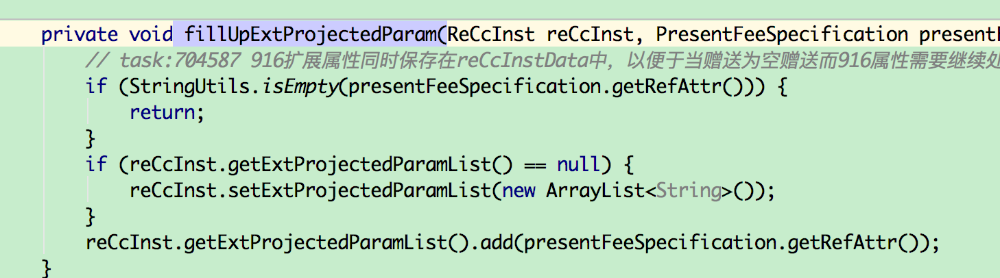 private void fillUpExtProjectedParam(ReCcInst reCcInst, PresentFeeSpecification present
// task:704587 916扩展属性同时保存在reCcInstData中，以便于当赠送为空赠送而916属性需要继续处
if (StringUtils.isEmpty(presentFeeSpecification.getRefAttr())) {
return;
}
if (reCcInst.getExtProjectedParamList() == null) {
reCcInst.setExtProjectedParamList(new ArrayList<String>());
}
reCcInst.getExtProjectedParamList().add(presentFeeSpecification.getRefAttr());
}